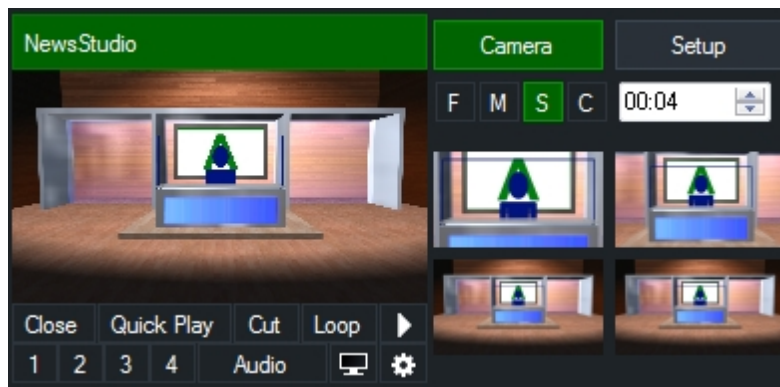 NewsStudio
Camera Setup
F M S C 00:04
Close Quick Play Cut Loop
1 2 3 4 Audio